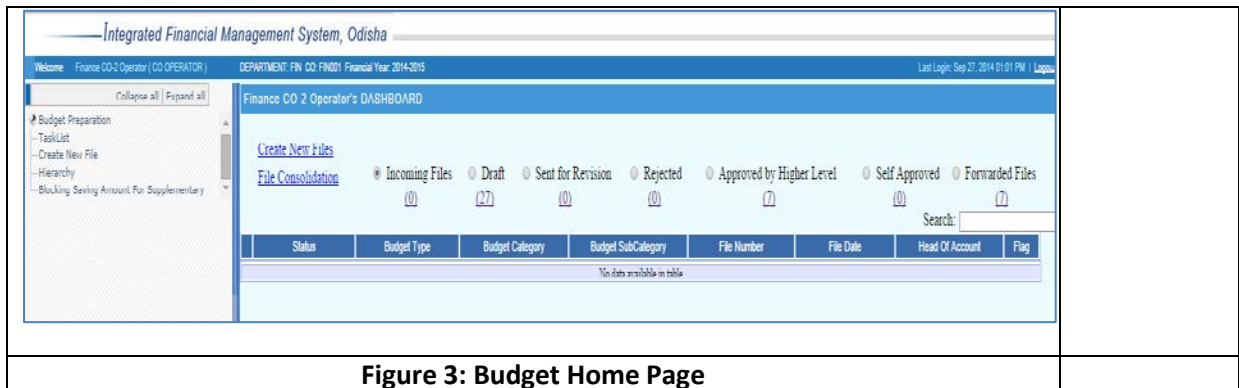 Integrated Financial Management System, Odisha
Welcome Finance CO-2 Operator ( CO OPERATOR ) DEPARTMENT: FIN CO: FIN001 Financial Year: 2014-2015 Last Login: Sep 27, 2014 01:01 PM | Logout
Collapse all | Expand all
Finance CO 2 Operator's DASHBOARD
Budget Preparation
TaskList
Create New File
Hierarchy
Blocking Saving Amount For Supplementary
Create New Files
File Consolidation
Incoming Files Draft Sent for Revision Rejected Approved by Higher Level Self Approved Forwarded Files
(0) (27) (0) (0) (7) (0) (7)
Search:
Status Budget Type Budget Category Budget SubCategory File Number File Date Head Of Account Flag
No data available in table
Figure 3: Budget Home Page